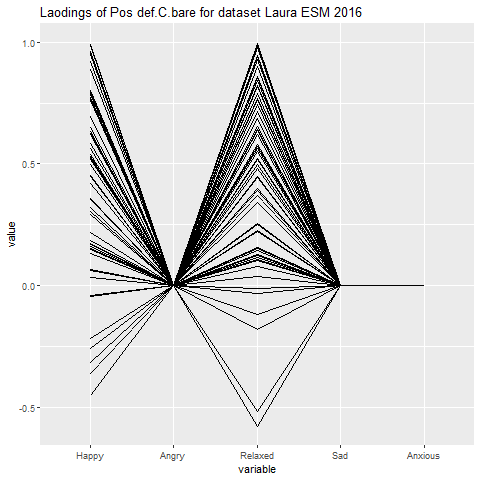 Laodings of Pos def.C.bare for dataset Laura ESM 2016
value
1.0
0.5
0.0
-0.5
Happy Angry Relaxed Sad Anxious
variable